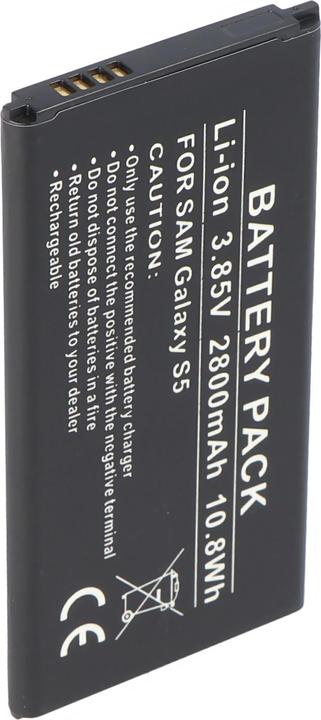 BATTERY PACK
Li-ion 3.85V 2800mAh 10.8Wh
FOR SAM Galaxy S5
CAUTION:
• Only use the recommended battery charger
• Do not connect the positive with the negative terminal
• Do not dispose old batteries in a fire
• Return old batteries to your dealer
• Rechargeable
CE